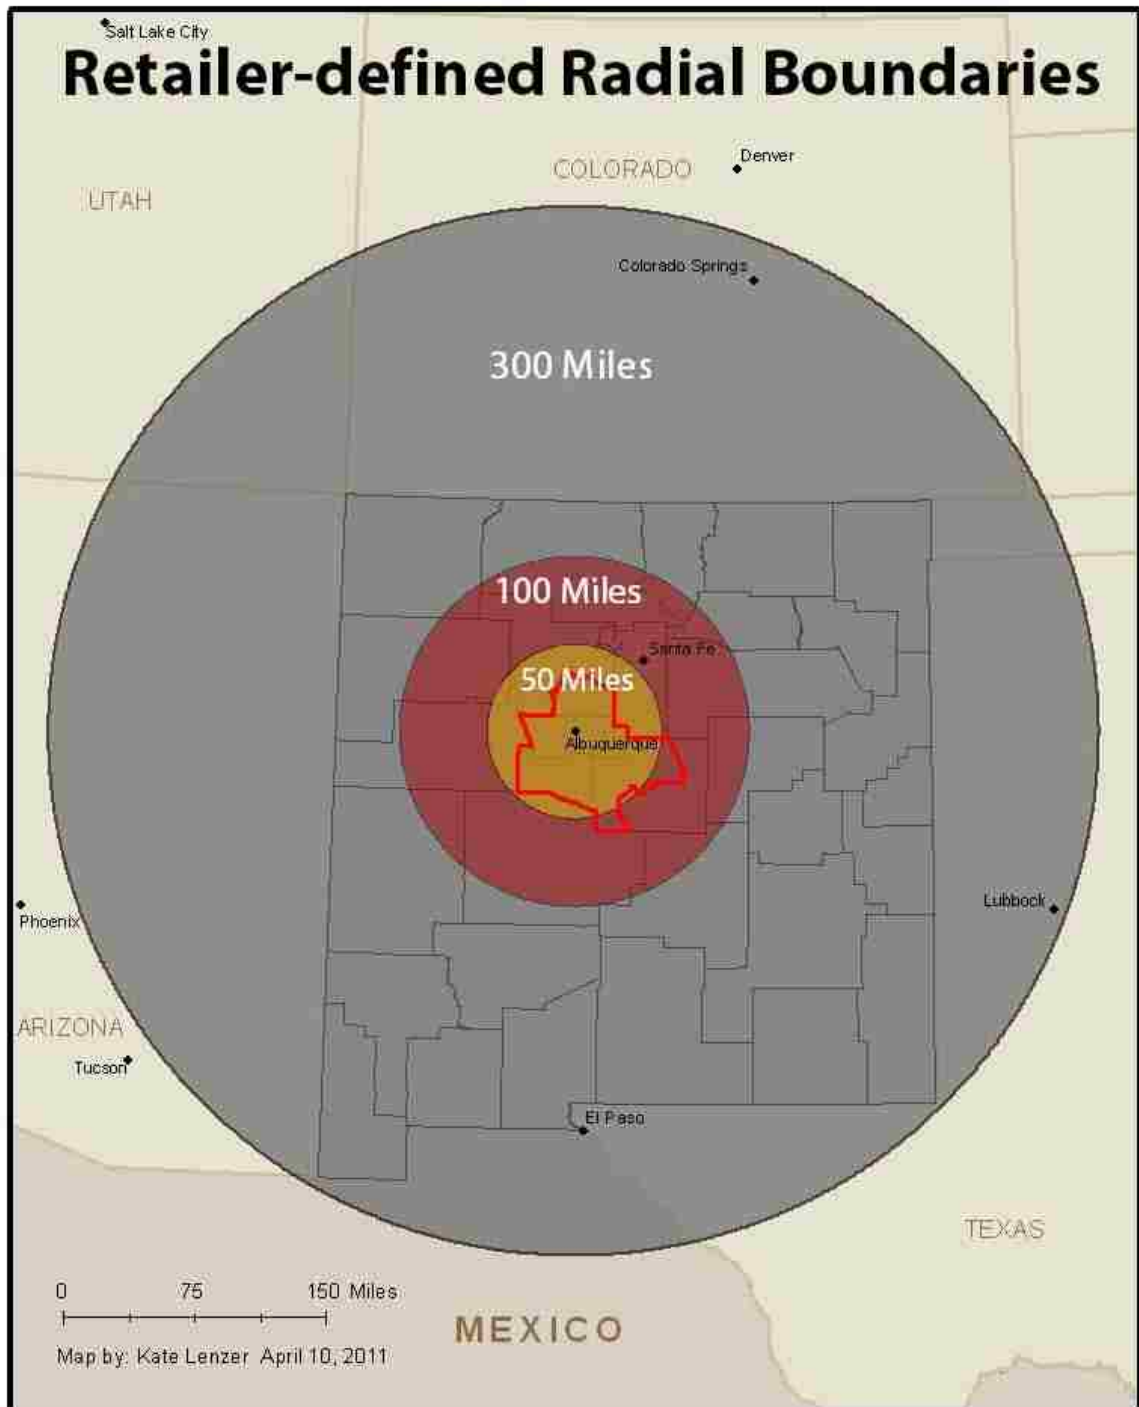 Salt Lake City
Retailer-defined Radial Boundaries
Denver
COLORADO
UTAH
Colorado Springs
300 Miles
100 Miles
Santa Fe
50 Miles
Albuquerque
Lubbock
Phoenix
ARIZONA
Tucson
El Paso
TEXAS
0 75 150 Miles
MEXICO
Map by: Kate Lenzer April 10, 2011